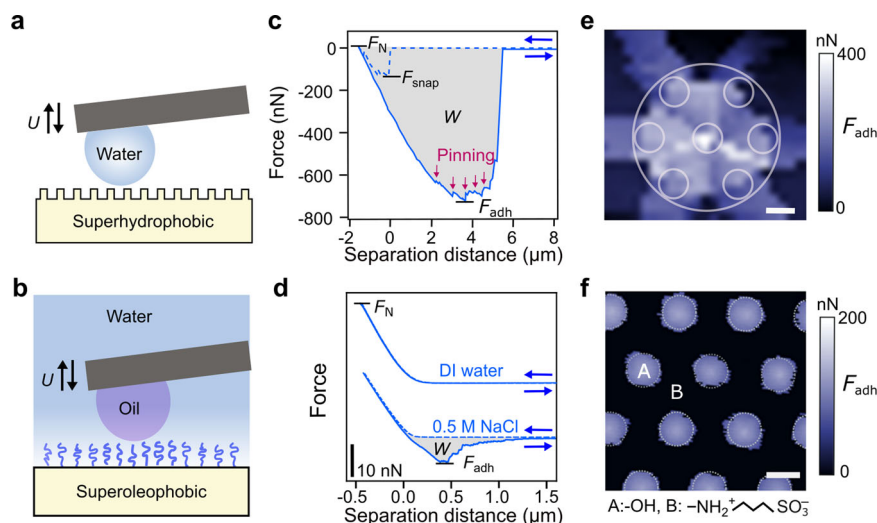 a
U
Water
Superhydrophobic
b
Water
U
Oil
Superoleophobic
c
Force (nN)
0
-200
-400
-600
-800
F_N
F_snap
W
Pinning
F_adh
-2 0 2 4 6 8
Separation distance (µm)
d
Force
F_N
DI water
0.5 M NaCl
W
F_adh
10 nN
-0.5 0.0 0.5 1.0 1.5
Separation distance (µm)
e
nN
400
F_adh
0
f
A
B
nN
200
F_adh
0
A:-OH, B: −NH₂⁺ SO₃⁻